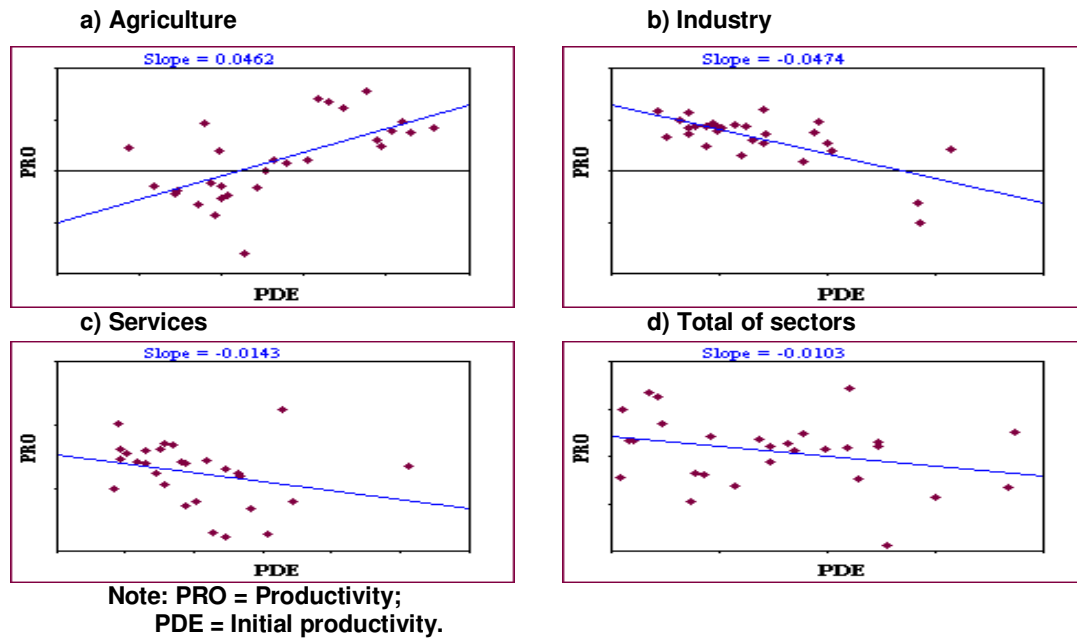 a) Agriculture
Slope = 0.0462
PRO
PDE
b) Industry
Slope = -0.0474
PRO
PDE
c) Services
Slope = -0.0143
PRO
PDE
d) Total of sectors
Slope = -0.0103
PRO
PDE
Note: PRO = Productivity;
PDE = Initial productivity.